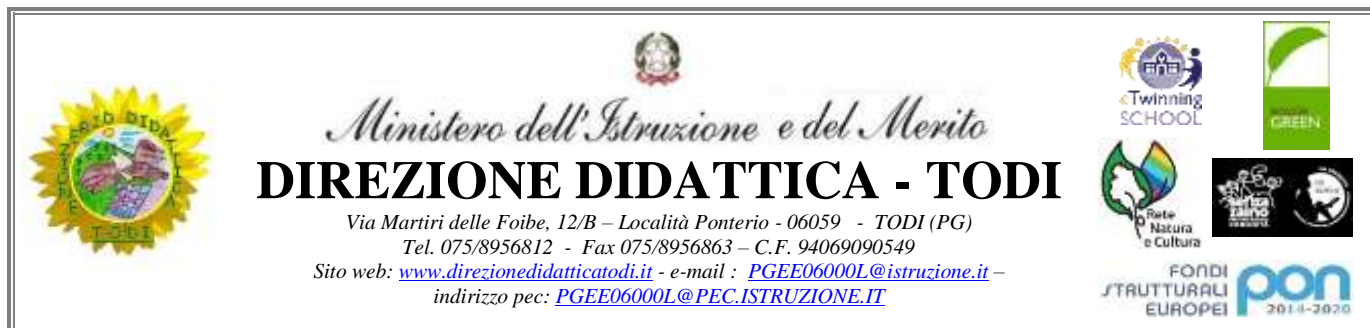 Ministero dell'Istruzione e del Merito
DIREZIONE DIDATTICA - TODI
Via Martiri delle Foibe, 12/B – Località Ponterio - 06059 - TODI (PG)
Tel. 075/8956812 - Fax 075/8956863 – C.F. 94069090549
Sito web: www.direzionedidatticatodi.it - e-mail : PGEE06000L@istruzione.it –
indirizzo pec: PGEE06000L@PEC.ISTRUZIONE.IT
TODI
eTwinning
SCHOOL
GREEN
Rete
Natura
e Cultura
senza
zaino
FONDI
STRUTTURALI
EUROPEI
pon
2014-2020